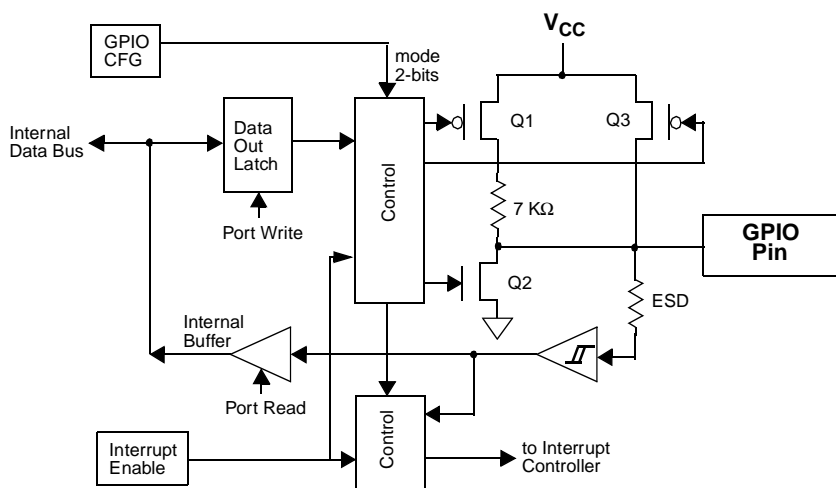 GPIO
CFG
mode
2-bits
VCC
Internal
Data Bus
Data
Out
Latch
Port Write
Control
Q1
Q3
7 KΩ
Q2
GPIO
Pin
ESD
Internal
Buffer
Port Read
Interrupt
Enable
Control
to Interrupt
Controller